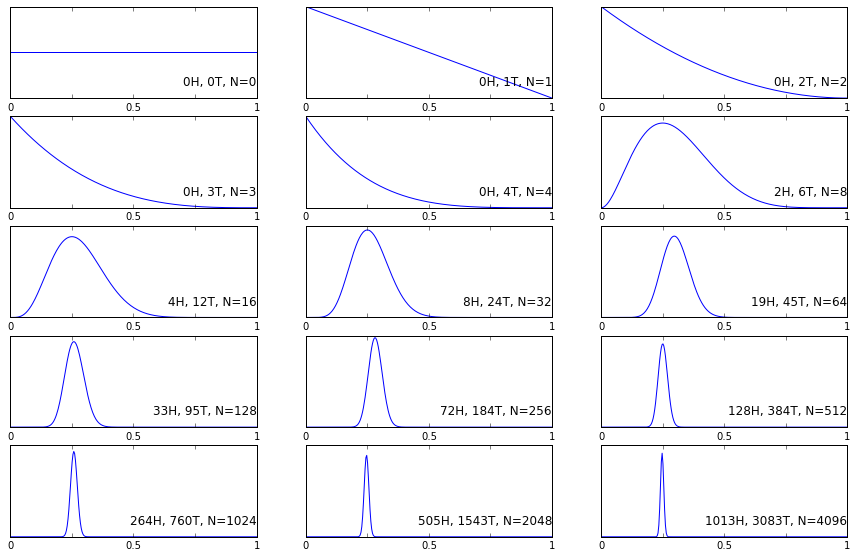 0H, 0T, N=0
0 0.5 1
0H, 1T, N=1
0 0.5 1
0H, 2T, N=2
0 0.5 1
0H, 3T, N=3
0 0.5 1
0H, 4T, N=4
0 0.5 1
2H, 6T, N=8
0 0.5 1
4H, 12T, N=16
0 0.5 1
8H, 24T, N=32
0 0.5 1
19H, 45T, N=64
0 0.5 1
33H, 95T, N=128
0 0.5 1
72H, 184T, N=256
0 0.5 1
128H, 384T, N=512
0 0.5 1
264H, 760T, N=1024
0 0.5 1
505H, 1543T, N=2048
0 0.5 1
1013H, 3083T, N=4096
0 0.5 1